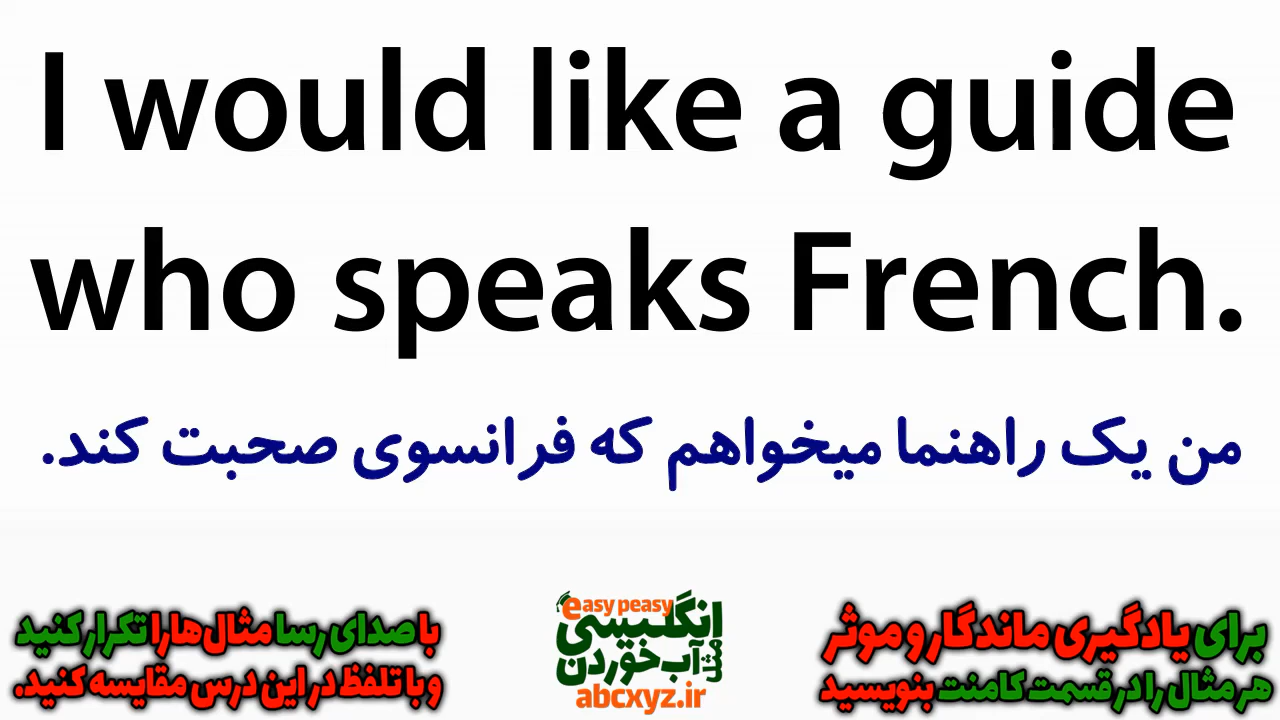 I would like a guide
who speaks French.
من یک راهنما میخواهم که فرانسوی صحبت کند.
برای یادگیری ماندگار و موثر
هر مثال را در قسمت کامنت بنویسید
easy peasy
انگلیسی
مثل آب خوردن
abcxyz.ir
با صدای رسا مثال‌ها را تکرار کنید
و با تلفظ در این درس مقایسه کنید.